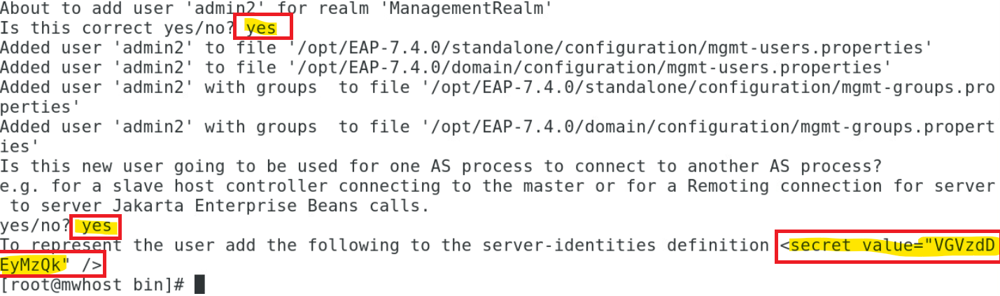 About to add user 'admin2' for realm 'ManagementRealm'
Is this correct yes/no? yes
Added user 'admin2' to file '/opt/EAP-7.4.0/standalone/configuration/mgmt-users.properties'
Added user 'admin2' to file '/opt/EAP-7.4.0/domain/configuration/mgmt-users.properties'
Added user 'admin2' with groups  to file '/opt/EAP-7.4.0/standalone/configuration/mgmt-groups.pro
perties'
Added user 'admin2' with groups  to file '/opt/EAP-7.4.0/domain/configuration/mgmt-groups.propert
ies'
Is this new user going to be used for one AS process to connect to another AS process?
e.g. for a slave host controller connecting to the master or for a Remoting connection for server
 to server Jakarta Enterprise Beans calls.
yes/no? yes
To represent the user add the following to the server-identities definition <secret value="VGVzdD
EyMzQk" />
[root@mwhost bin]#